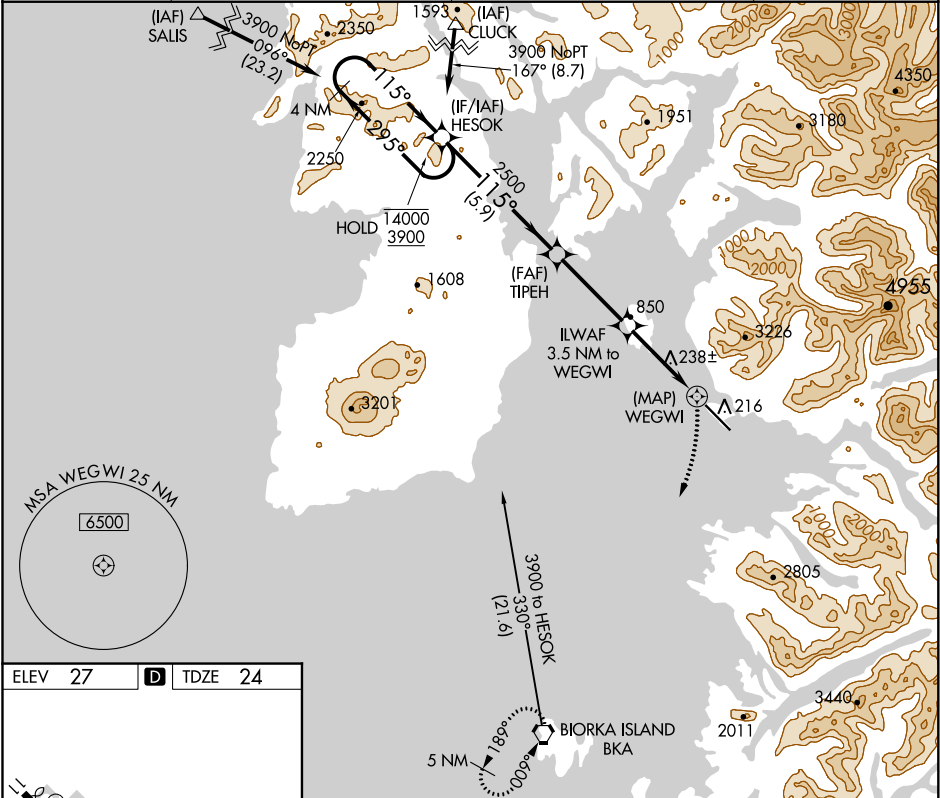 (IAF)
SALIS
3900 NoPT
096°
(23.2)
2350
1593
(IAF)
CLUCK
3900 NoPT
167° (8.7)
4350
4 NM
115°
(IF/IAF)
HESOK
1951
3180
295°
2250
2500
115°
(5.9)
HOLD
14000
3900
1000
2000
1608
(FAF)
TIPEH
4955
850
ILWAF
3.5 NM to
WEGWI
3226
238±
(MAP)
WEGWI
216
3201
MSA WEGWI 25 NM
6500
1000
2000
2805
3900 to HESOK
330°
(21.6)
ELEV 27
D
TDZE 24
3440
2011
BIORKA ISLAND
BKA
5 NM
189°
009°